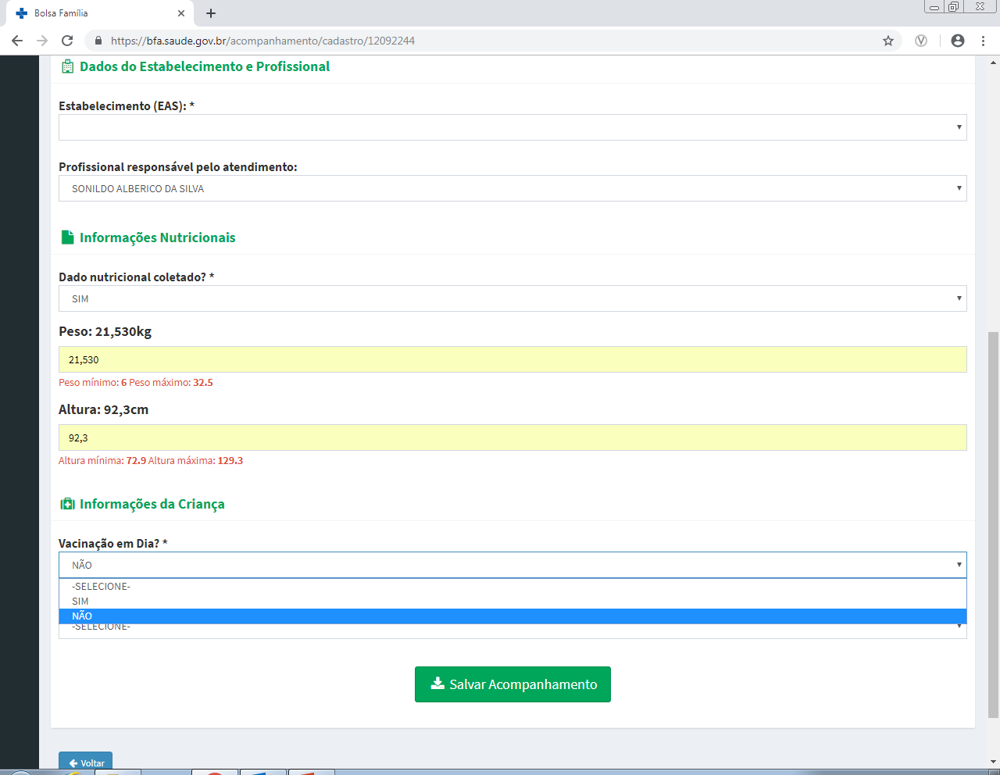 Bolsa Família
https://bfa.saude.gov.br/acompanhamento/cadastro/12092244
Dados do Estabelecimento e Profissional
Estabelecimento (EAS): *
Profissional responsável pelo atendimento:
SONILDO ALBERICO DA SILVA
Informações Nutricionais
Dado nutricional coletado? *
SIM
Peso: 21,530kg
21,530
Peso mínimo: 6 Peso máximo: 32.5
Altura: 92,3cm
92,3
Altura mínima: 72.9 Altura máxima: 129.3
Informações da Criança
Vacinação em Dia? *
NÃO
-SELECIONE-
SIM
NÃO
-SELECIONE-
Salvar Acompanhamento
Voltar